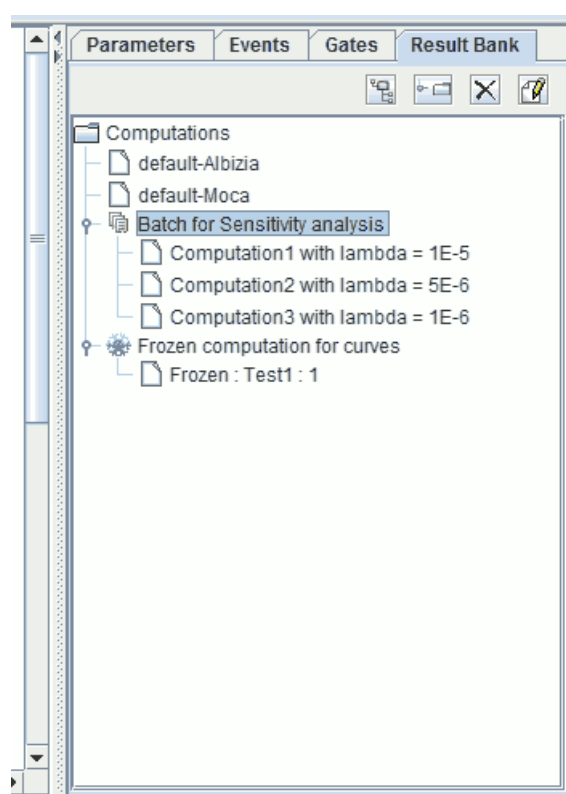 Parameters Events Gates Result Bank
Computations
default-Albizia
default-Moca
Batch for Sensitivity analysis
Computation1 with lambda = 1E-5
Computation2 with lambda = 5E-6
Computation3 with lambda = 1E-6
Frozen computation for curves
Frozen : Test1 : 1